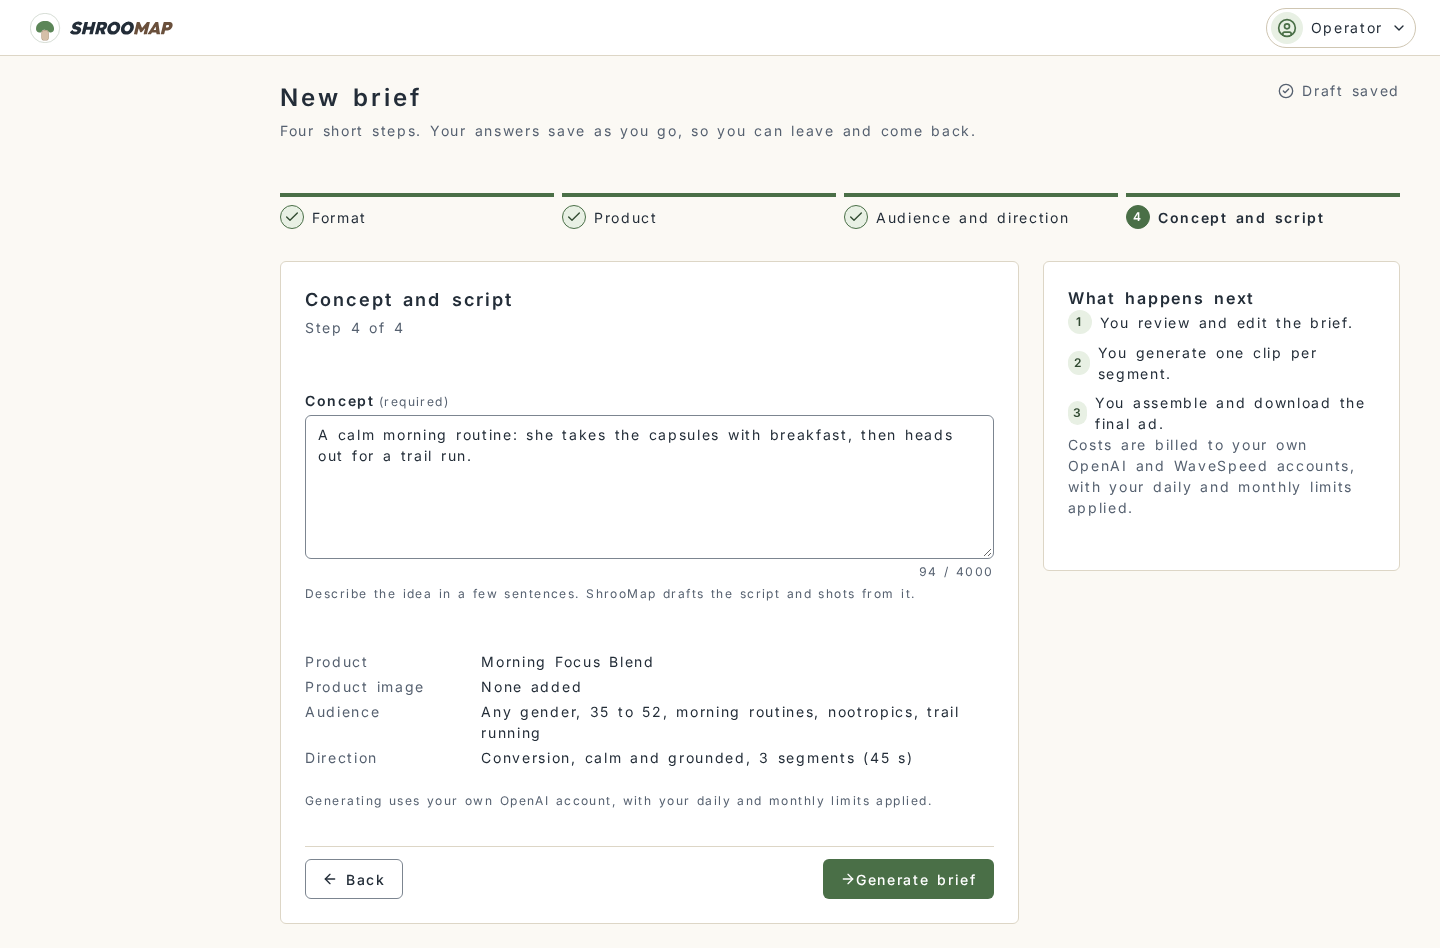 SHROOMAP
Operator
New brief
Draft saved
Four short steps. Your answers save as you go, so you can leave and come back.
Format
Product
Audience and direction
4 Concept and script
Concept and script
Step 4 of 4
Concept (required)
A calm morning routine: she takes the capsules with breakfast, then heads
out for a trail run.
94 / 4000
Describe the idea in a few sentences. ShrooMap drafts the script and shots from it.
Product Morning Focus Blend
Product image None added
Audience Any gender, 35 to 52, morning routines, nootropics, trail
running
Direction Conversion, calm and grounded, 3 segments (45 s)
Generating uses your own OpenAI account, with your daily and monthly limits applied.
Back
Generate brief
What happens next
1 You review and edit the brief.
2 You generate one clip per
segment.
3 You assemble and download the
final ad.
Costs are billed to your own
OpenAI and WaveSpeed accounts,
with your daily and monthly limits
applied.